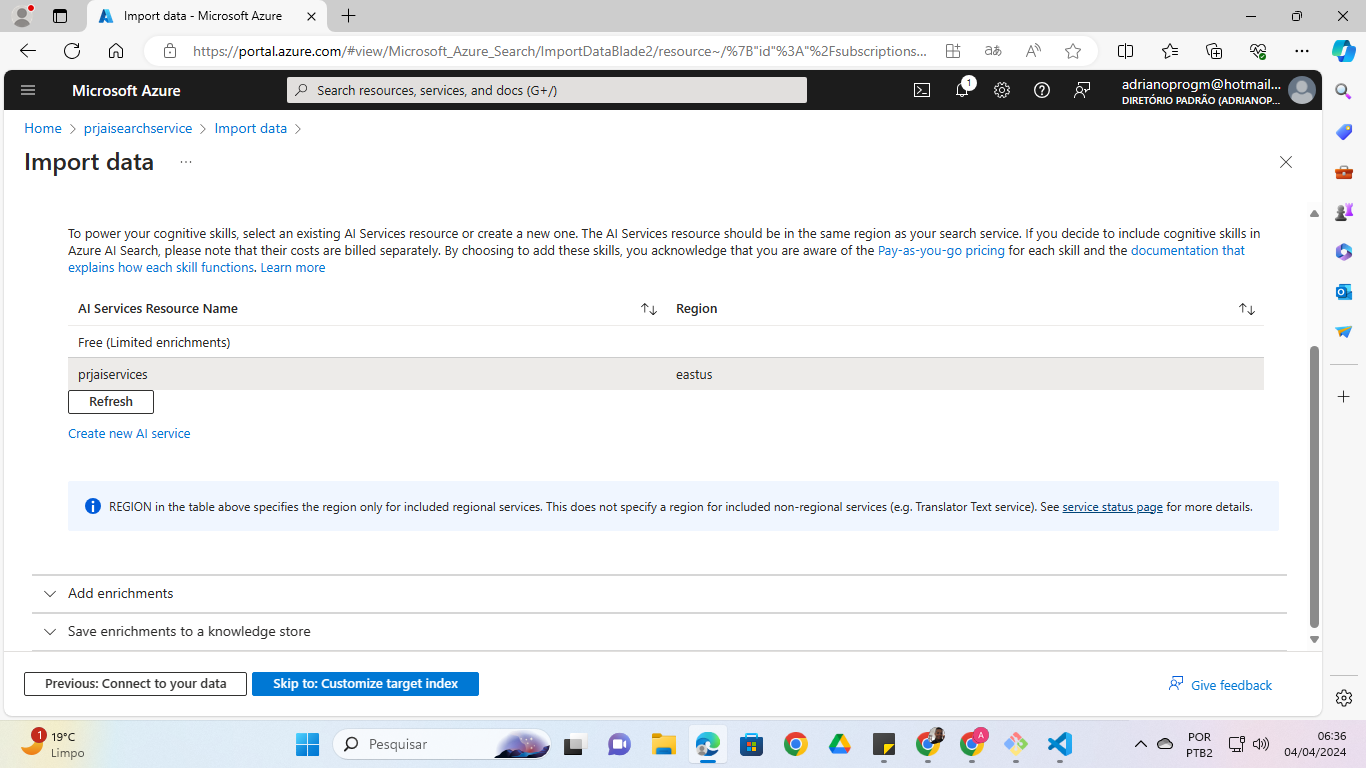 Import data - Microsoft Azure
https://portal.azure.com/#view/Microsoft_Azure_Search/ImportDataBlade2/resource~/%7B"id"%3A"%2Fsubscriptions...
Microsoft Azure
Search resources, services, and docs (G+/)
1
adrianoprogm@hotmail...
DIRETÓRIO PADRÃO (ADRIANOP...
Home > prjaisearchservice > Import data >
Import data ...
To power your cognitive skills, select an existing AI Services resource or create a new one. The AI Services resource should be in the same region as your search service. If you decide to include cognitive skills in
Azure AI Search, please note that their costs are billed separately. By choosing to add these skills, you acknowledge that you are aware of the Pay-as-you-go pricing for each skill and the documentation that
explains how each skill functions. Learn more
AI Services Resource Name Region
Free (Limited enrichments)
prjaiservices eastus
Refresh
Create new AI service
REGION in the table above specifies the region only for included regional services. This does not specify a region for included non-regional services (e.g. Translator Text service). See service status page for more details.
Add enrichments
Save enrichments to a knowledge store
Previous: Connect to your data Skip to: Customize target index Give feedback
1 19°C
Limpo
Pesquisar
A
POR
PTB2
06:36
04/04/2024